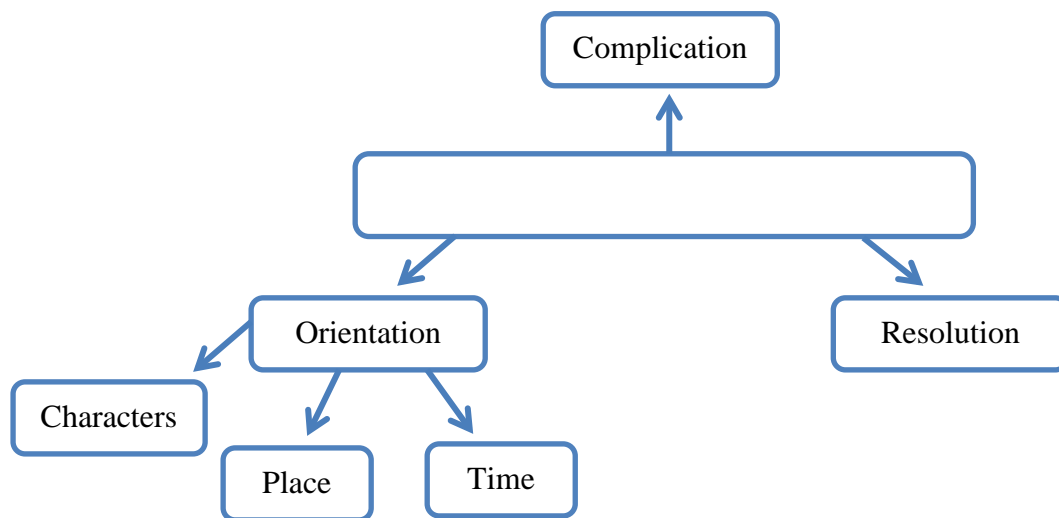 Complication
Orientation
Resolution
Characters
Place
Time